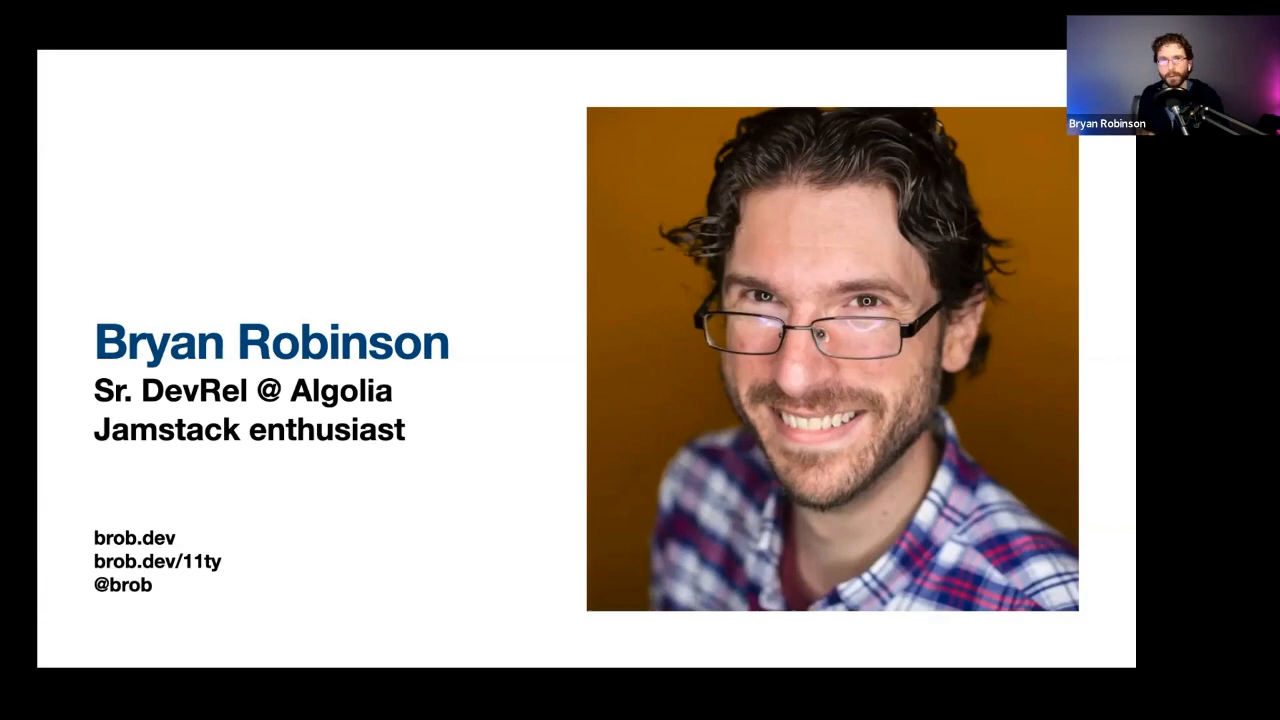 Bryan Robinson
Bryan Robinson
Sr. DevRel @ Algolia
Jamstack enthusiast
brob.dev
brob.dev/11ty
@brob